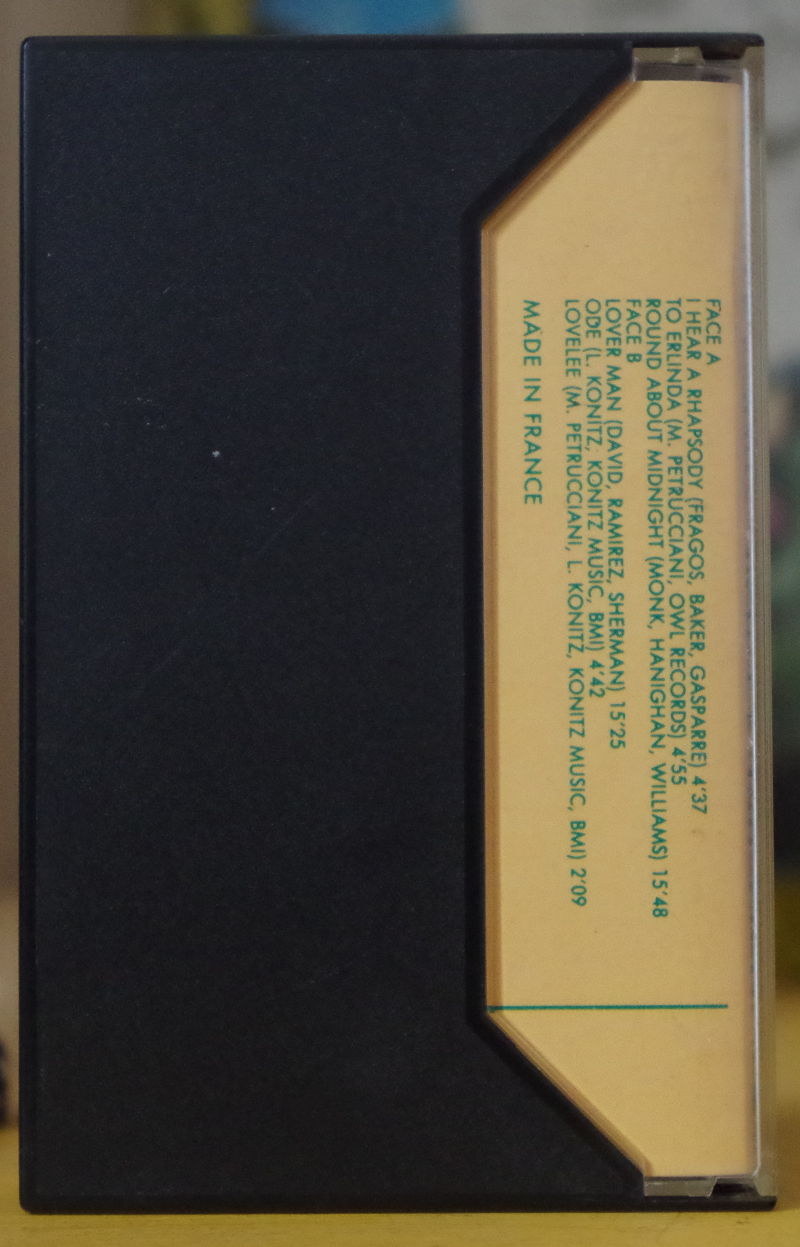 FACE A
I HEAR A RHAPSODY (FRAGOS, BAKER, GASPARRE) 4'37
TO ERLINDA (M. PETRUCCIANI, OWL RECORDS) 4'55
ROUND ABOUT MIDNIGHT (MONK, HANIGHAN, WILLIAMS) 15'48
FACE B
LOVER MAN (DAVID, RAMIREZ, SHERMAN) 15'25
ODE (L. KONITZ, KONITZ MUSIC, BMI) 4'42
LOVELEE (M. PETRUCCIANI, L. KONITZ, KONITZ MUSIC, BMI) 2'09
MADE IN FRANCE